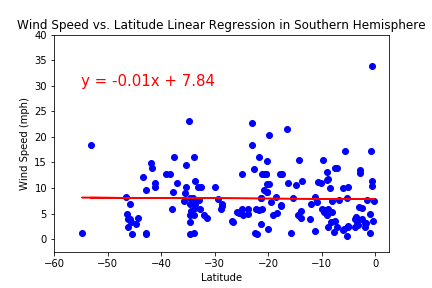 Wind Speed vs. Latitude Linear Regression in Southern Hemisphere
40
35
30
25
20
15
10
5
0
Wind Speed (mph)
y = -0.01x + 7.84
−60 −50 −40 −30 −20 −10 0
Latitude